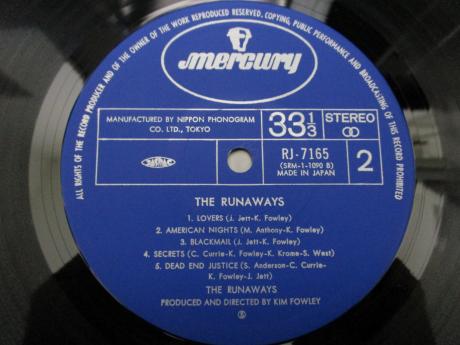 ALL RIGHTS OF THE RECORD PRODUCER AND OF THE OWNER OF THE WORK REPRODUCED RESERVED. COPYING, PUBLIC PERFORMANCE AND BROADCASTING OF THIS RECORD PROHIBITED
mercury
MANUFACTURED BY NIPPON PHONOGRAM
CO. LTD., TOKYO
33 1/3
STEREO
RJ-7165
(SRM-1-1090 B)
MADE IN JAPAN
2
THE RUNAWAYS
1. LOVERS (J. Jett-K. Fowley)
2. AMERICAN NIGHTS (M. Anthony-K. Fowley)
3. BLACKMAIL (J. Jett-K. Fowley)
4. SECRETS (C. Currie-K. Fowley-K. Krome-S. West)
5. DEAD END JUSTICE (S. Anderson-C. Currie-
K. Fowley-J. Jett)
THE RUNAWAYS
PRODUCED AND DIRECTED BY KIM FOWLEY